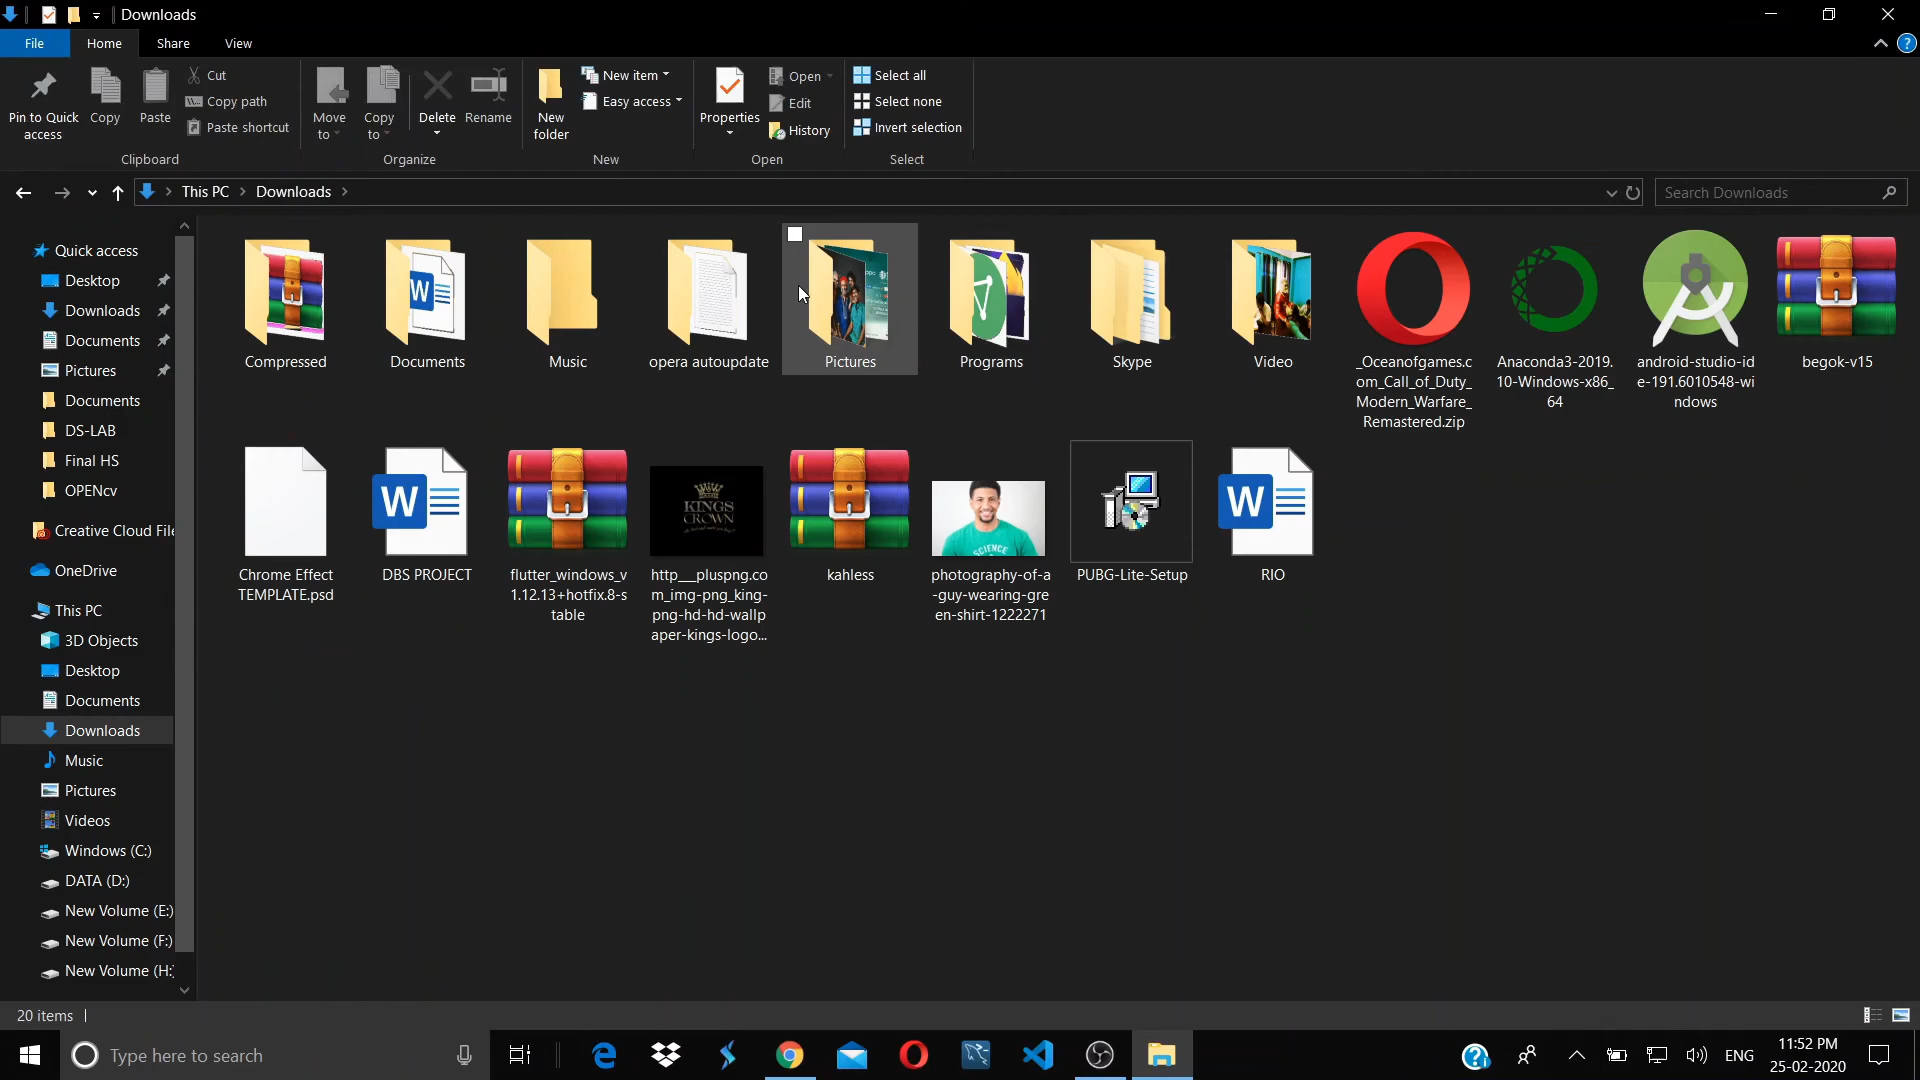 Downloads
File
Home
Share
View
Pin to Quick
access
Copy
Paste
Cut
Copy path
Paste shortcut
Clipboard
Move
to
Copy
to
Delete
Rename
Organize
New
folder
New item
Easy access
New
Properties
Open
Edit
History
Open
Select all
Select none
Invert selection
Select
This PC
Downloads
Search Downloads
Quick access
Desktop
Downloads
Documents
Pictures
Documents
DS-LAB
Final HS
OPENcv
Creative Cloud File
OneDrive
This PC
3D Objects
Desktop
Documents
Downloads
Music
Pictures
Videos
Windows (C:)
DATA (D:)
New Volume (E:)
New Volume (F:)
New Volume (H:)
Compressed
Documents
Music
opera autoupdate
Pictures
Programs
Skype
Video
_Oceanofgames.c
om_Call_of_Duty_
Modern_Warfare_
Remastered.zip
Anaconda3-2019.
10-Windows-x86_
64
android-studio-id
e-191.6010548-wi
ndows
begok-v15
Chrome Effect
TEMPLATE.psd
DBS PROJECT
flutter_windows_v
1.12.13+hotfix.8-s
table
KINGS
CROWN
http___pluspng.co
m_img-png_king-
png-hd-hd-wallp
aper-kings-logo...
kahless
SCIENCE
photography-of-a
-guy-wearing-gre
en-shirt-1222271
PUBG-Lite-Setup
RIO
20 items
Type here to search
ENG
11:52 PM
25-02-2020